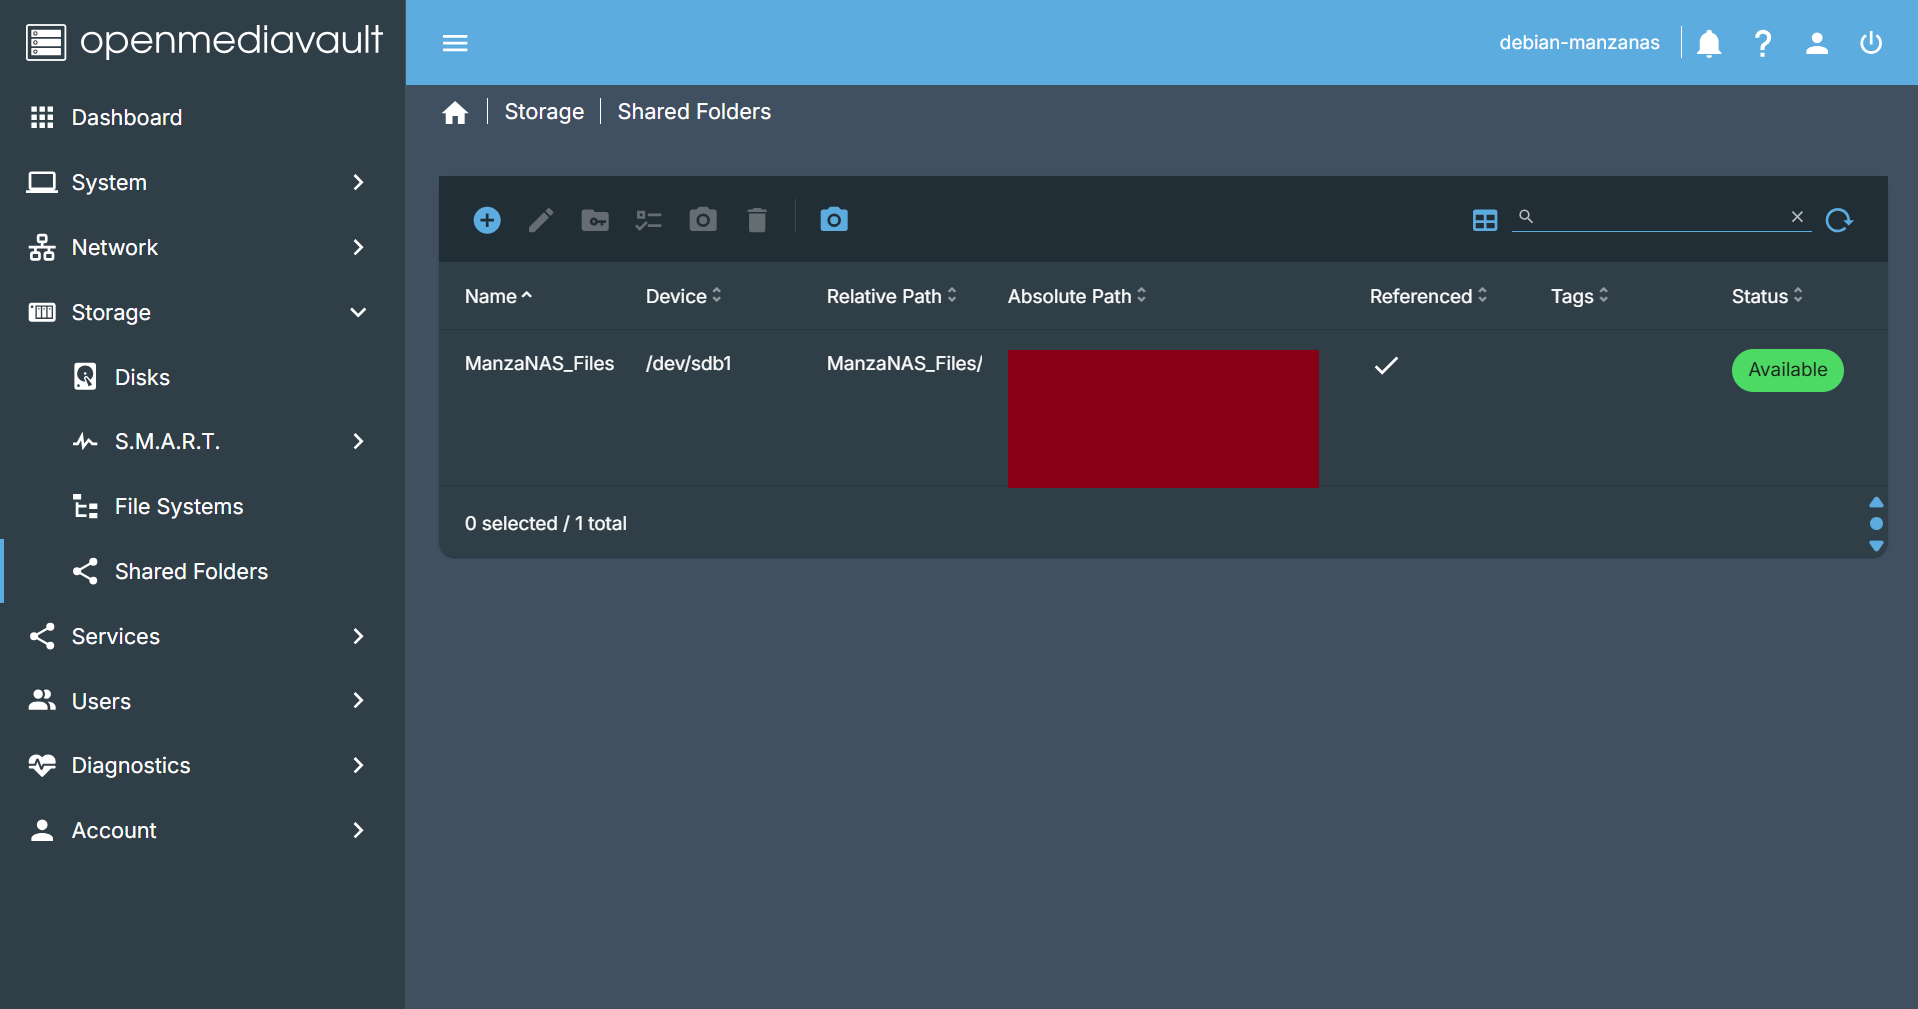 openmediavault
debian-manzanas
Storage
Shared Folders
Dashboard
System
Network
Storage
Disks
S.M.A.R.T.
File Systems
Shared Folders
Services
Users
Diagnostics
Account
Name
Device
Relative Path
Absolute Path
Referenced
Tags
Status
ManzaNAS_Files
/dev/sdb1
ManzaNAS_Files/
Available
0 selected / 1 total